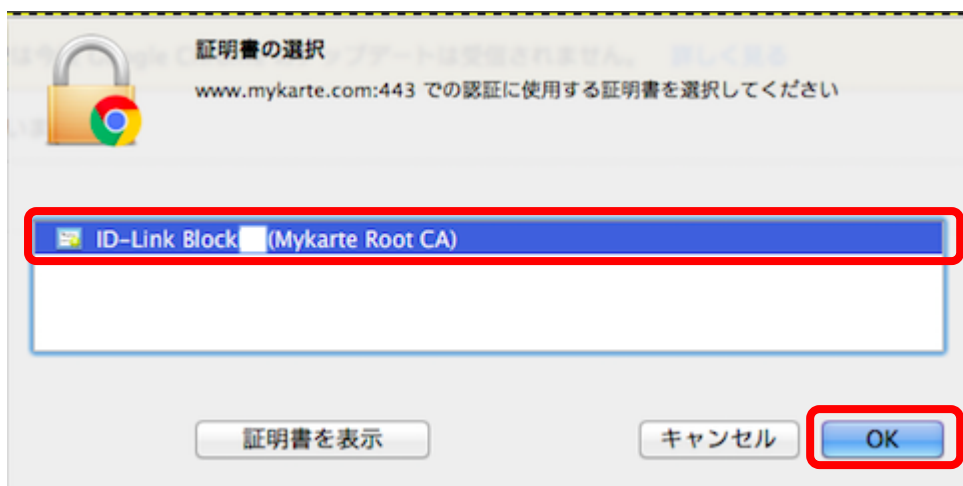 証明書の選択
www.mykarte.com:443 での認証に使用する証明書を選択してください
ID-Link Block (Mykarte Root CA)
証明書を表示
キャンセル
OK